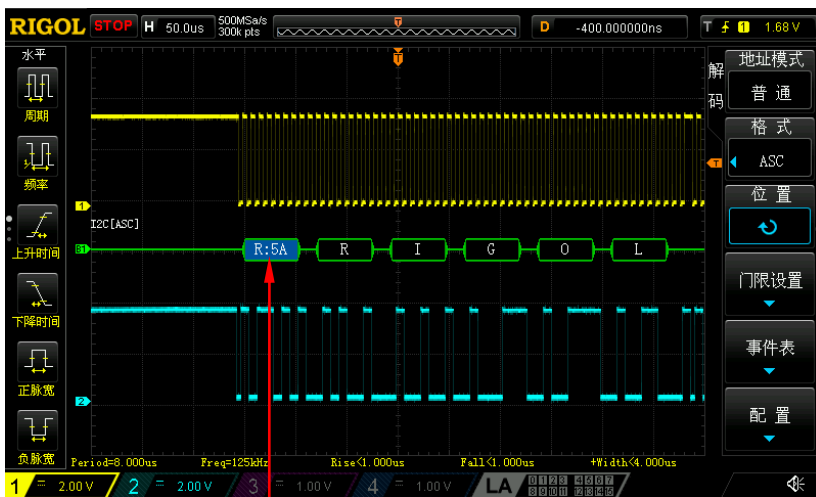 RIGOL STOP H 50.0us 500MSa/s 300k pts D -400.000000ns T 1 1.68 V
水平
周期
频率
上升时间
下降时间
正脉宽
负脉宽
T
1
I2C[ASC]
B1 R:5A R I G O L
2
T
Period=8.000us Freq=125kHz Rise<1.000us Fall<1.000us +Width<4.000us
解码
地址模式
普通
格式
ASC
位置
门限设置
事件表
配置
1 = 2.00 V 2 = 2.00 V 3 = 1.00 V 4 = 1.00 V LA